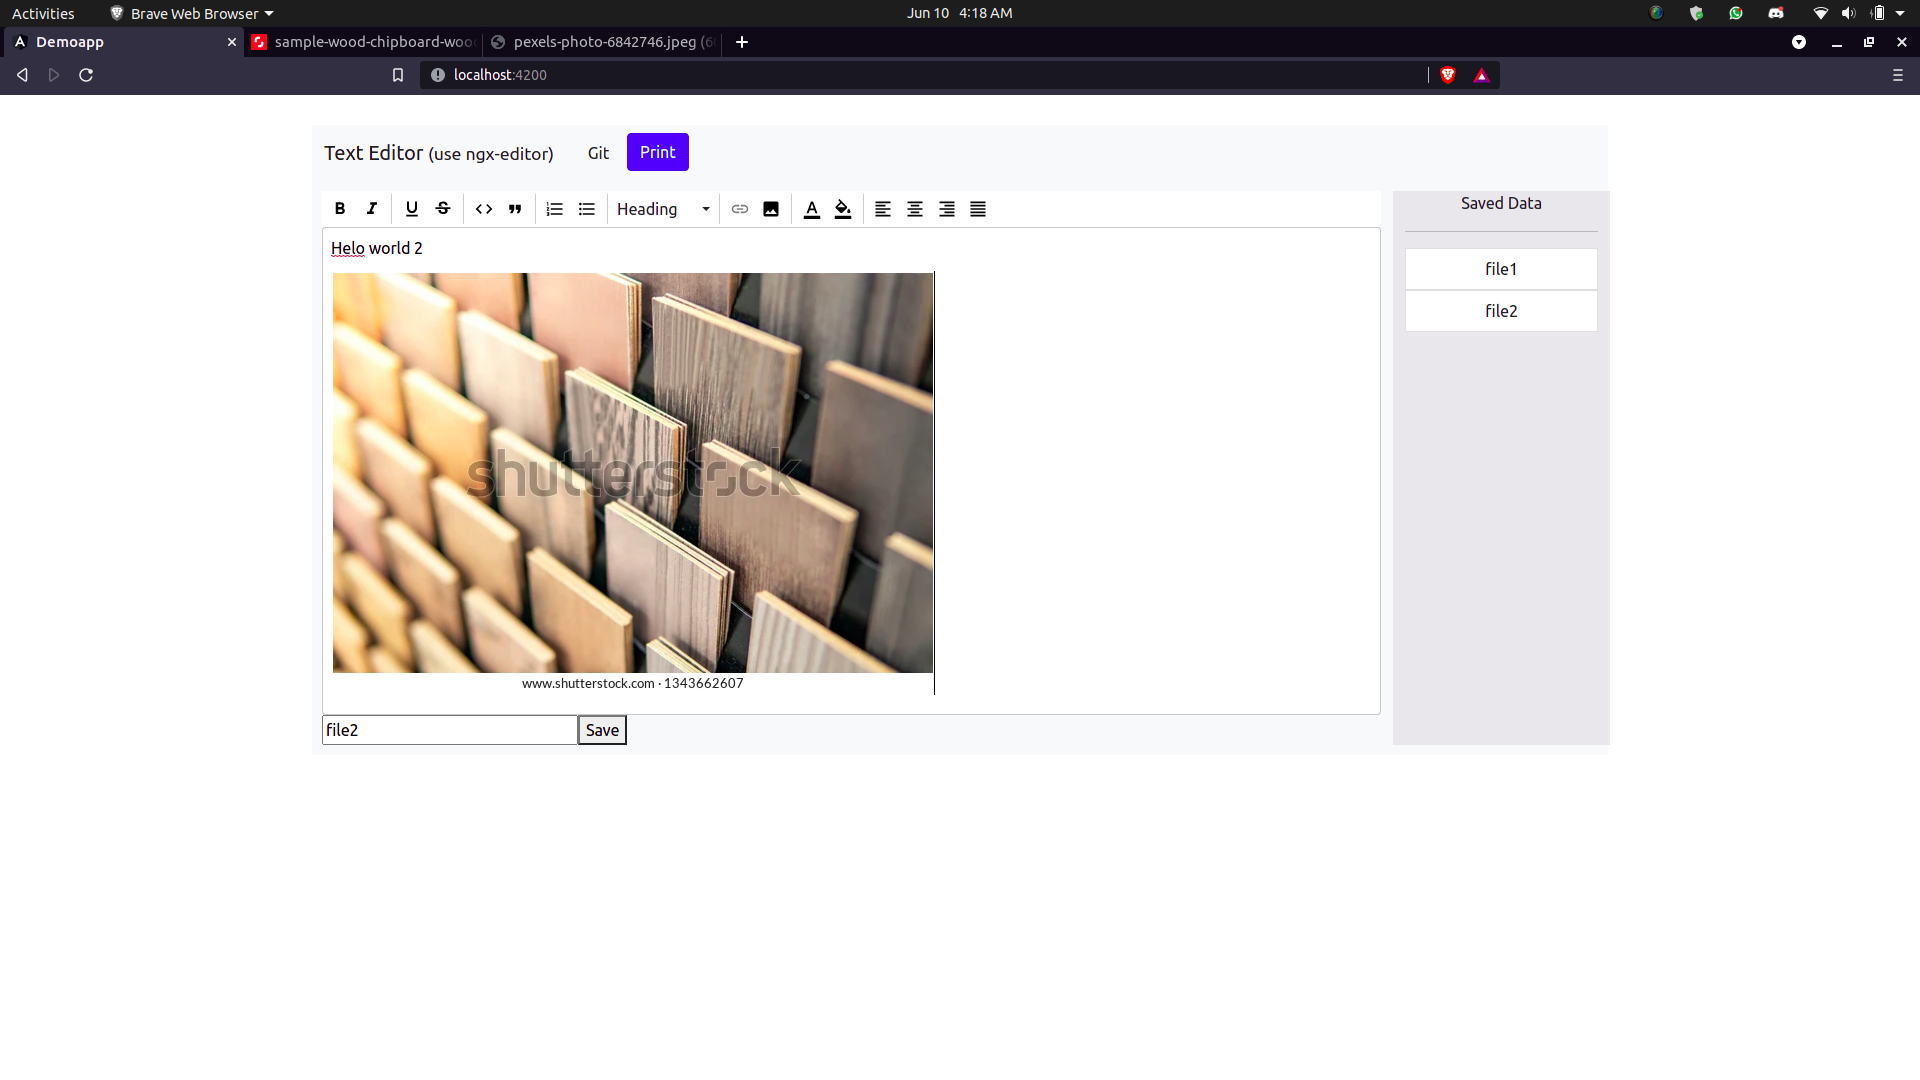 Activities Brave Web Browser Jun 10 4:18 AM
Demoapp sample-wood-chipboard-woo pexels-photo-6842746.jpeg (6
localhost:4200
Text Editor (use ngx-editor) Git Print
B I U S Heading A
Saved Data
Helo world 2
file1
file2
shutterstock
www.shutterstock.com · 1343662607
file2 Save